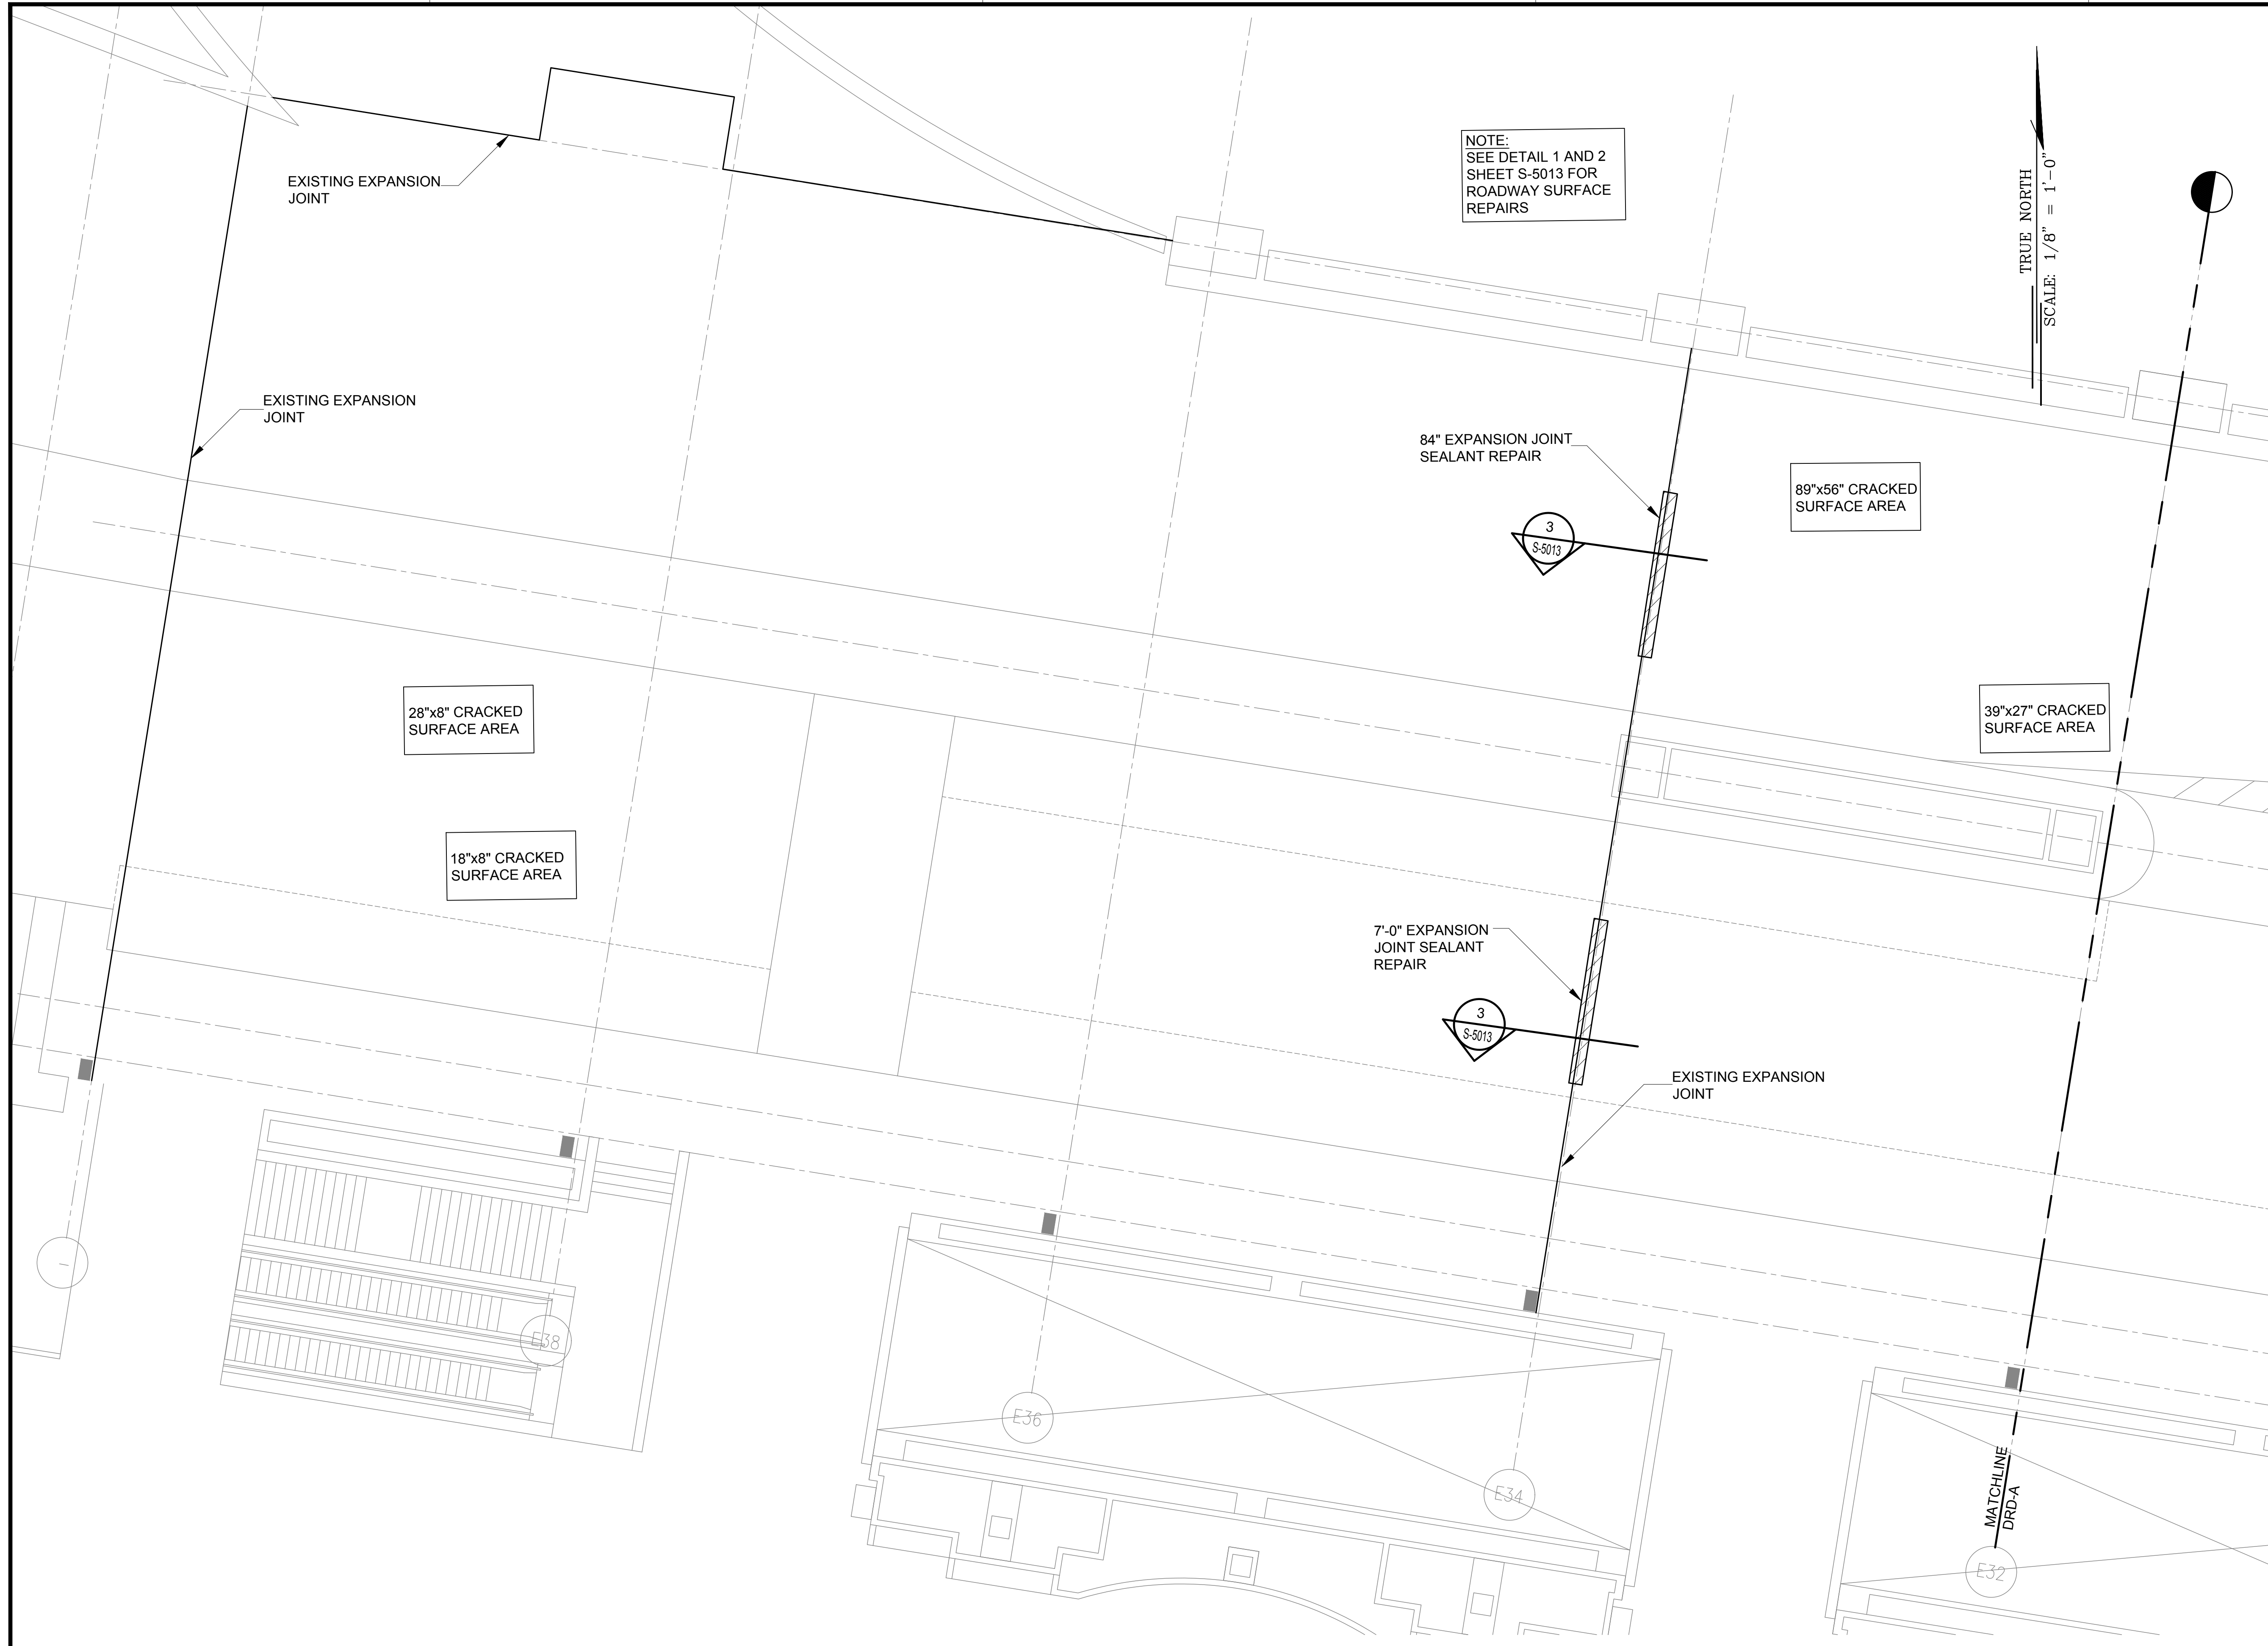 EXISTING EXPANSION
JOINT
NOTE:
SEE DETAIL 1 AND 2
SHEET S-5013 FOR
ROADWAY SURFACE
REPAIRS
TRUE NORTH
SCALE: 1/8" = 1'-0"
EXISTING EXPANSION
JOINT
84" EXPANSION JOINT
SEALANT REPAIR
3
S-5013
89"x56" CRACKED
SURFACE AREA
28"x8" CRACKED
SURFACE AREA
39"x27" CRACKED
SURFACE AREA
18"x8" CRACKED
SURFACE AREA
7'-0" EXPANSION
JOINT SEALANT
REPAIR
3
S-5013
EXISTING EXPANSION
JOINT
E38
E36
E34
MATCHLINE
DRD-A
E32